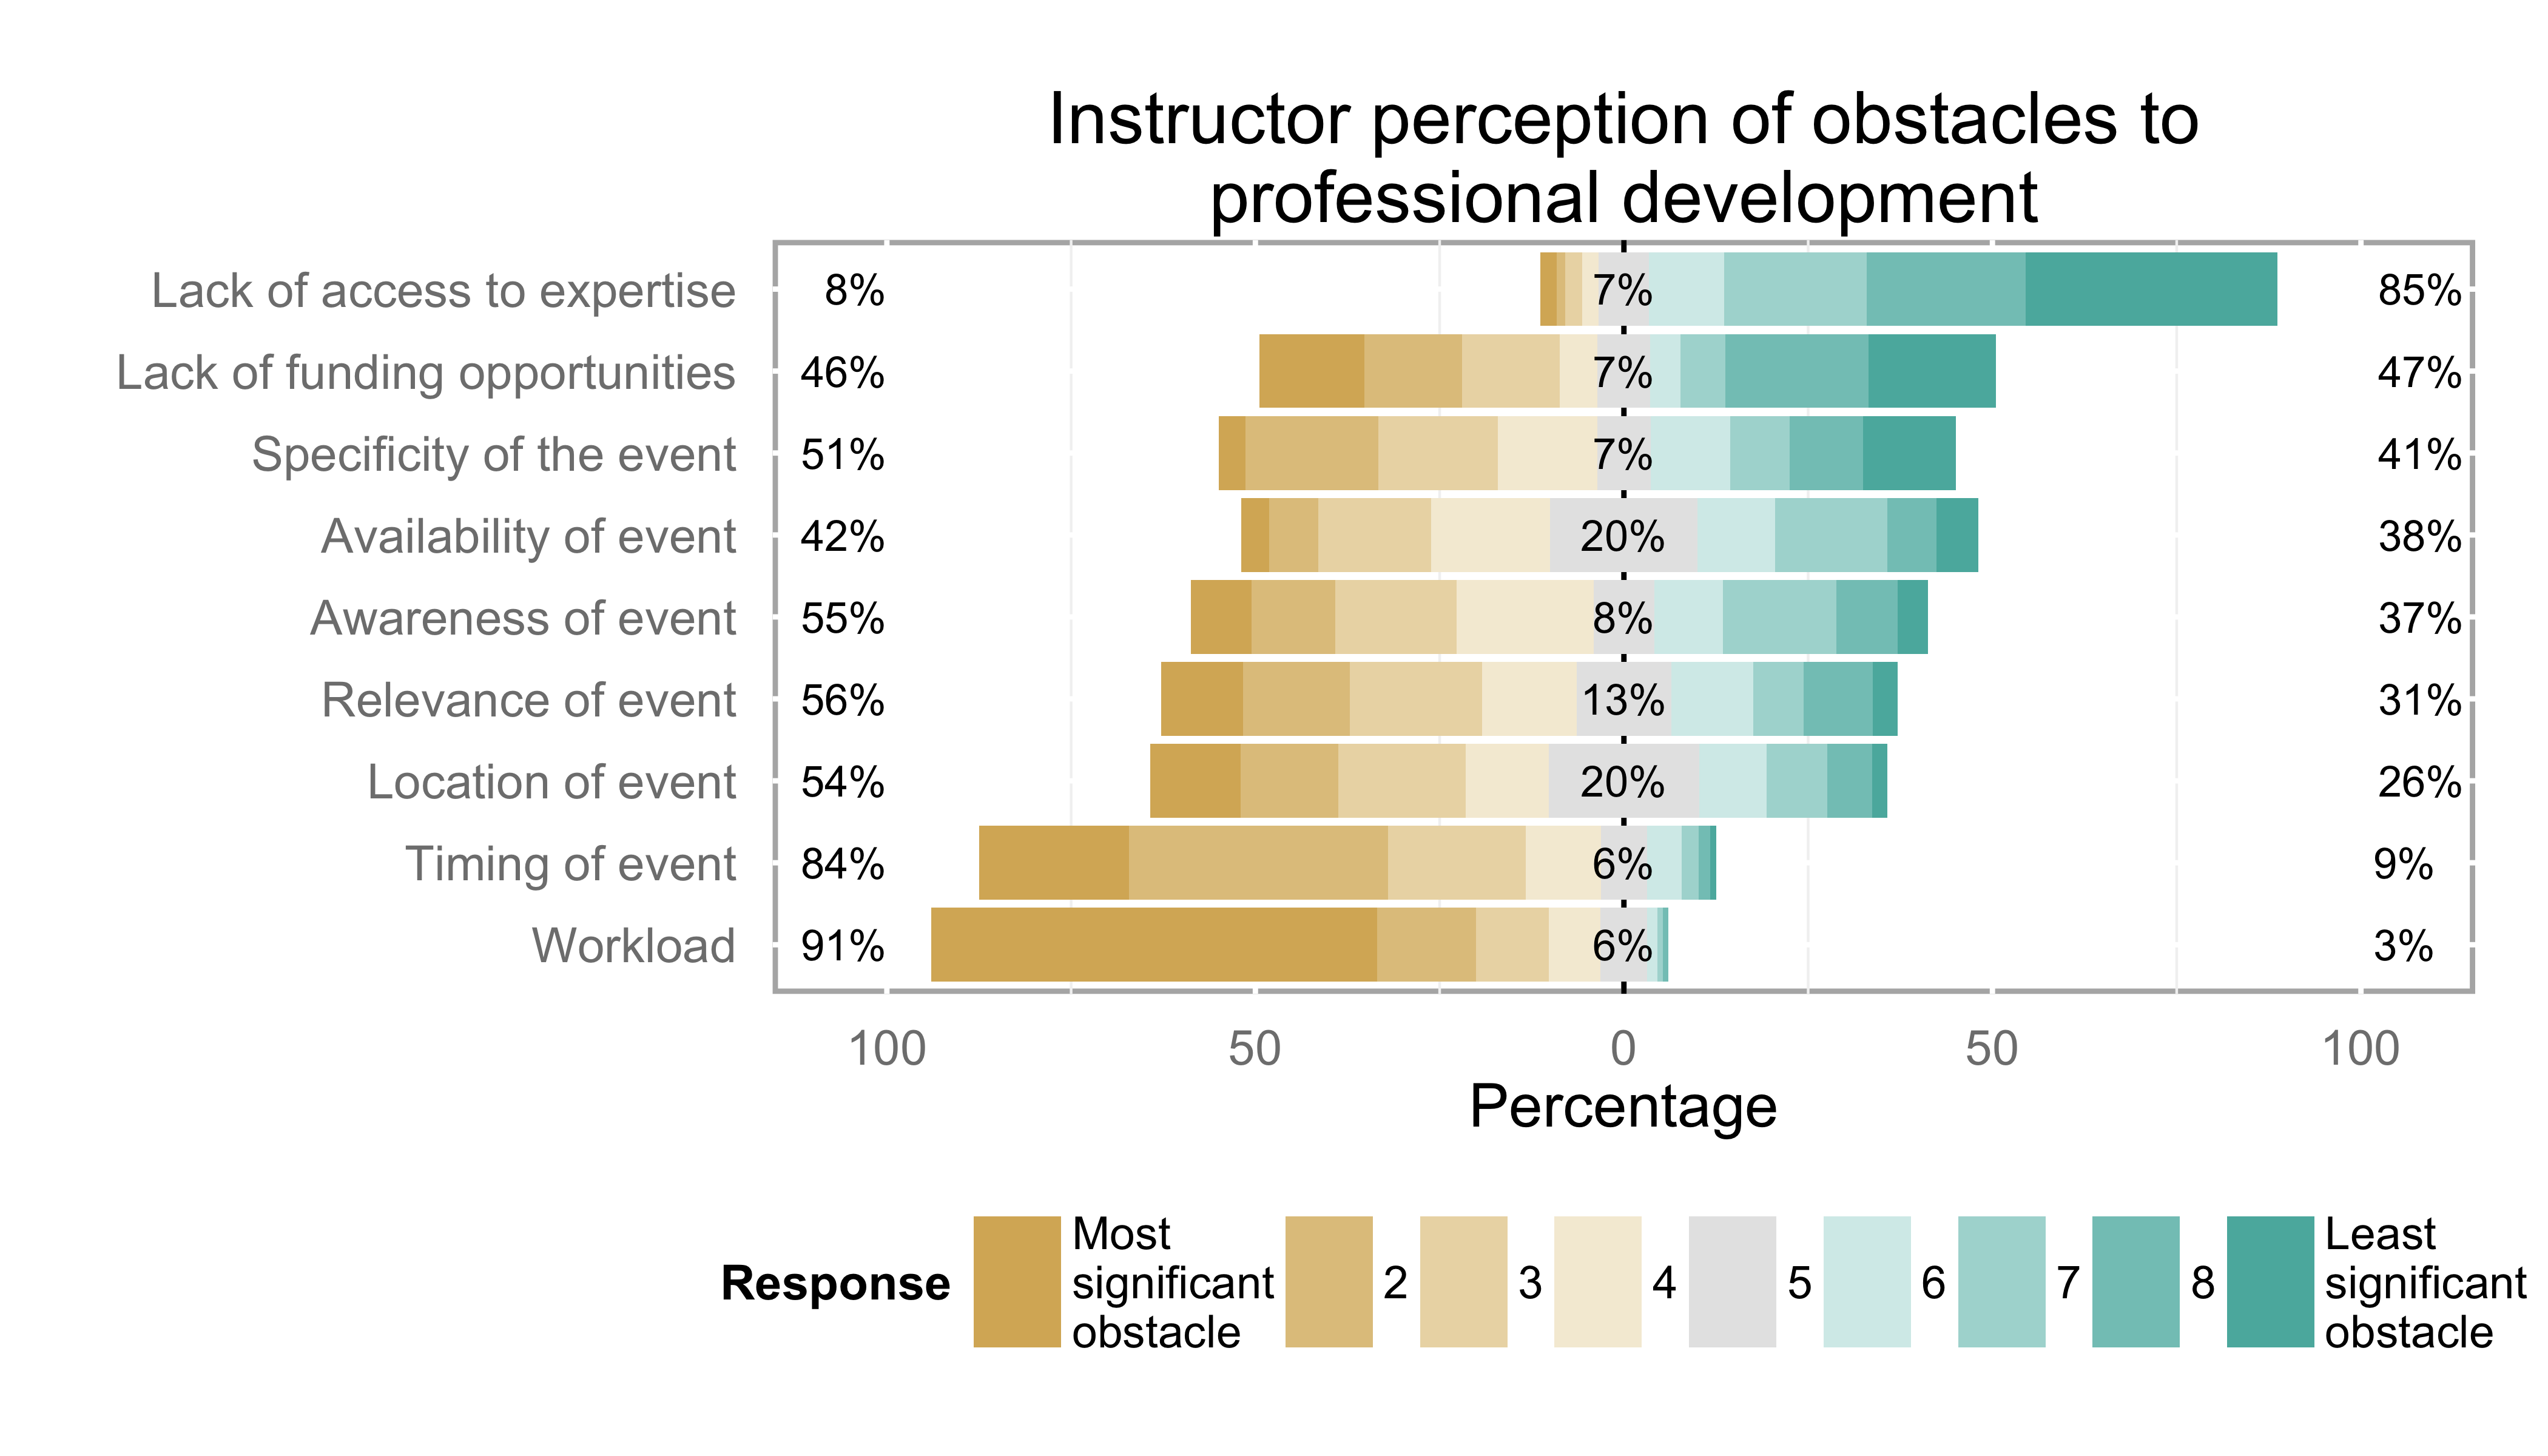 Instructor perception of obstacles to
professional development
Lack of access to expertise 8% 7% 85%
Lack of funding opportunities 46% 7% 47%
Specificity of the event 51% 7% 41%
Availability of event 42% 20% 38%
Awareness of event 55% 8% 37%
Relevance of event 56% 13% 31%
Location of event 54% 20% 26%
Timing of event 84% 6% 9%
Workload 91% 6% 3%
100 50 0 50 100
Percentage
Response
Most
significant
obstacle
2 3 4 5 6 7 8
Least
significant
obstacle